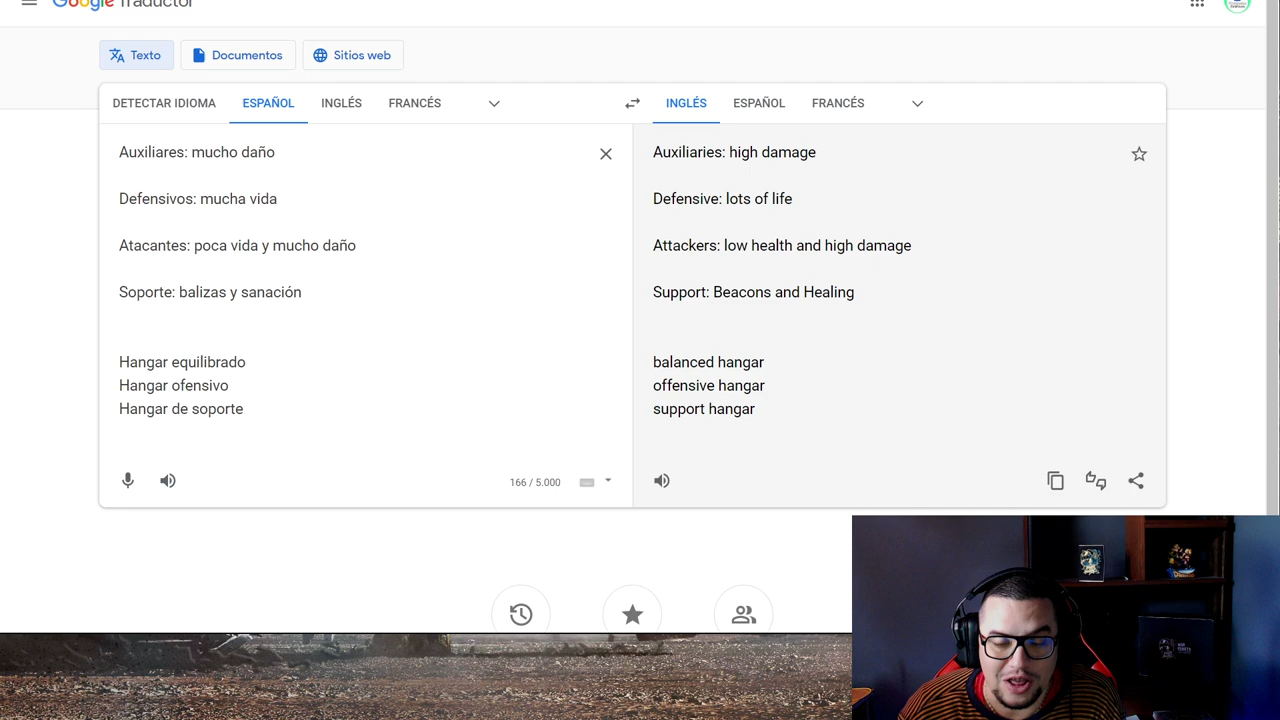 Google Traductor
Texto
Documentos
Sitios web
DETECTAR IDIOMA
ESPAÑOL
INGLÉS
FRANCÉS
INGLÉS
ESPAÑOL
FRANCÉS
Auxiliares: mucho daño
Defensivos: mucha vida
Atacantes: poca vida y mucho daño
Soporte: balizas y sanación
Hangar equilibrado
Hangar ofensivo
Hangar de soporte
166 / 5.000
Auxiliaries: high damage
Defensive: lots of life
Attackers: low health and high damage
Support: Beacons and Healing
balanced hangar
offensive hangar
support hangar